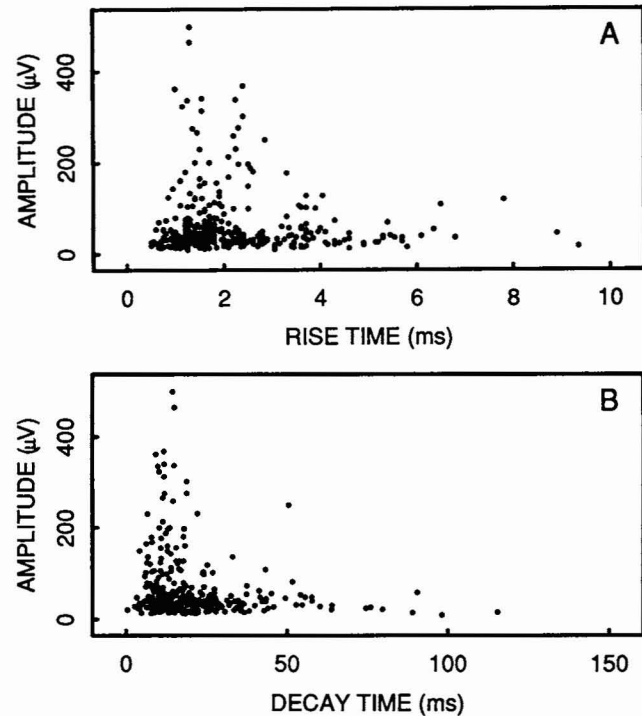 A
AMPLITUDE (µV)
400
200
0
0 2 4 6 8 10
RISE TIME (ms)
B
AMPLITUDE (µV)
400
200
0
0 50 100 150
DECAY TIME (ms)